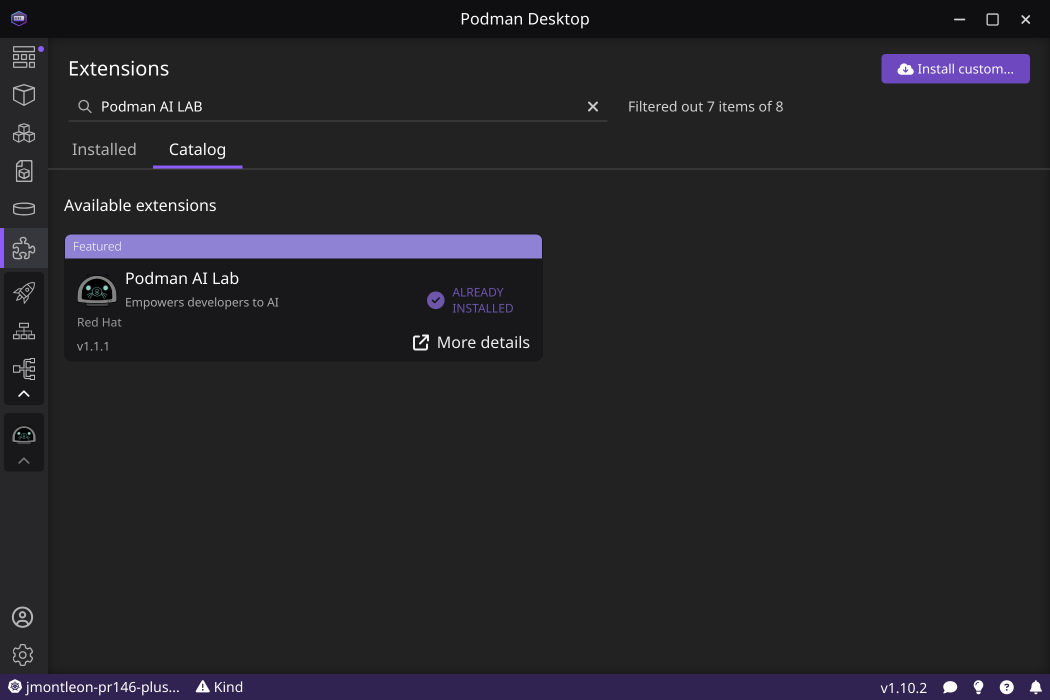 Podman Desktop
Extensions
Install custom...
Podman AI LAB
Filtered out 7 items of 8
Installed
Catalog
Available extensions
Featured
Podman AI Lab
Empowers developers to AI
ALREADY
INSTALLED
Red Hat
v1.1.1
More details
jmontleon-pr146-plus...
Kind
v1.10.2